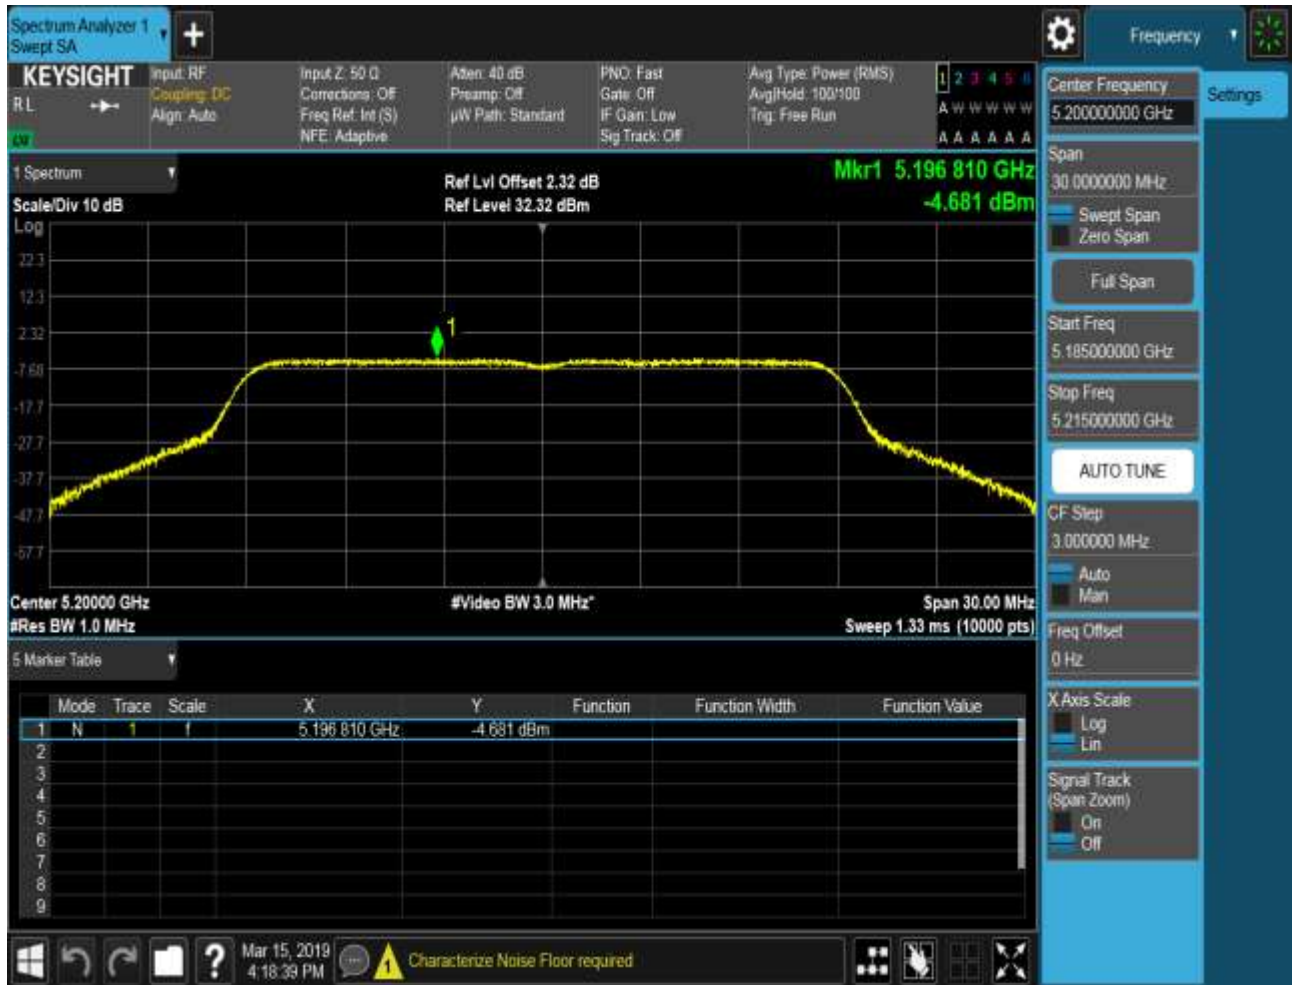 Spectrum Analyzer 1
Swept SA
Frequency
KEYSIGHT
R L
Input: RF
Coupling: DC
Align: Auto
Input Z: 50 Ω
Corrections: Off
Freq Ref: Int (S)
NFE: Adaptive
Atten: 40 dB
Preamp: Off
µW Path: Standard
PNO: Fast
Gate: Off
IF Gain: Low
Sig Track: Off
Avg Type: Power (RMS)
Avg|Hold: 100/100
Trig: Free Run
1 2 3 4 5 6
A W W W W W
A A A A A A
1 Spectrum
Scale/Div 10 dB
Log
Ref Lvl Offset 2.32 dB
Ref Level 32.32 dBm
Mkr1 5.196 810 GHz
-4.681 dBm
22.3
12.3
2.32
-7.68
-17.7
-27.7
-37.7
-47.7
-57.7
1
Center 5.20000 GHz
#Res BW 1.0 MHz
#Video BW 3.0 MHz*
Span 30.00 MHz
Sweep 1.33 ms (10000 pts)
5 Marker Table
Mode Trace Scale X Y Function Function Width Function Value
1 N 1 f 5.196 810 GHz -4.681 dBm
2
3
4
5
6
7
8
9
Mar 15, 2019
4:18:39 PM
?
1
Characterize Noise Floor required
Center Frequency
5.200000000 GHz
Settings
Span
30.0000000 MHz
Swept Span
Zero Span
Full Span
Start Freq
5.185000000 GHz
Stop Freq
5.215000000 GHz
AUTO TUNE
CF Step
3.000000 MHz
Auto
Man
Freq Offset
0 Hz
X Axis Scale
Log
Lin
Signal Track
(Span Zoom)
On
Off